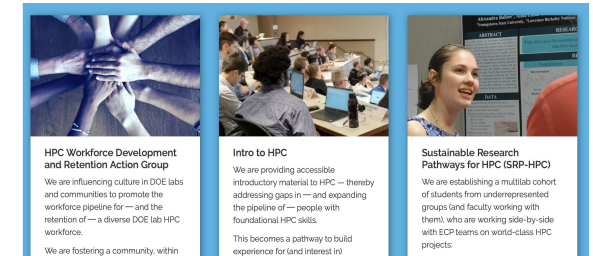 Alexandra Ballow
ABSTRACT
RESEAR
DATA
HPC Workforce Development
and Retention Action Group
We are influencing culture in DOE labs
and communities to promote the
workforce pipeline for — and the
retention of — a diverse DOE lab HPC
workforce.
We are fostering a community, within
Intro to HPC
We are providing accessible
introductory material to HPC — thereby
addressing gaps in — and expanding
the pipeline of — people with
foundational HPC skills.
This becomes a pathway to build
experience for (and interest in)
Sustainable Research
Pathways for HPC (SRP-HPC)
We are establishing a multilab cohort
of students from underrepresented
groups (and faculty working with
them), who are working side-by-side
with ECP teams on world-class HPC
projects: